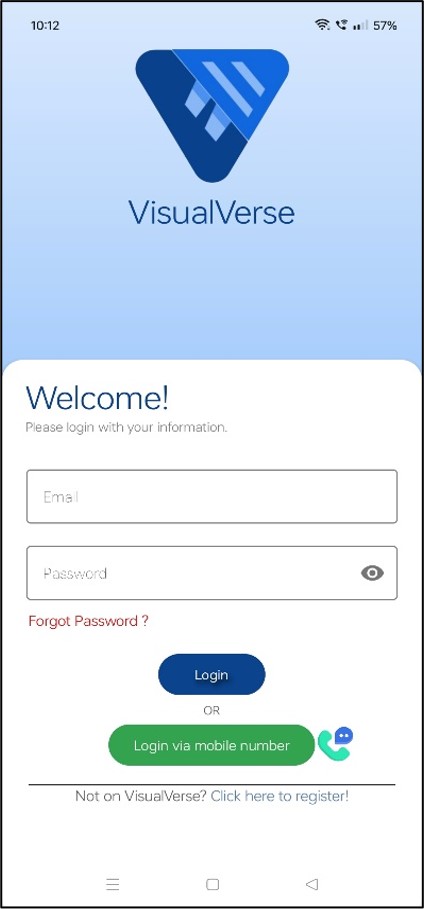 10:12 57%
VisualVerse
Welcome!
Please login with your information.
Email
Password
Forgot Password ?
Login
OR
Login via mobile number
Not on VisualVerse? Click here to register!